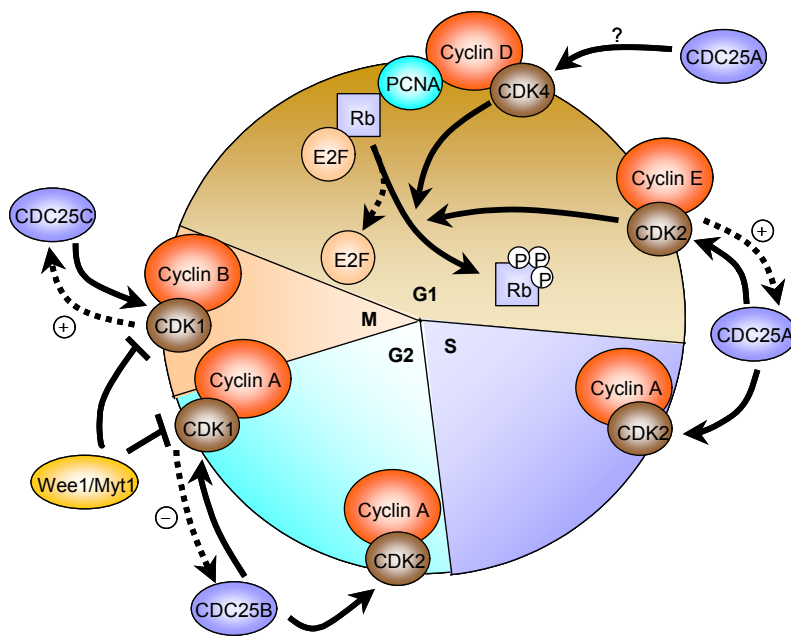 ?
Cyclin D
CDC25A
PCNA
CDK4
Rb
E2F
Cyclin E
CDC25C
CDK2
+
Cyclin B
E2F
P P
P
Rb
G1
CDK1
M
S
CDC25A
+
G2
Cyclin A
Cyclin A
CDK1
CDK2
Wee1/Myt1
Cyclin A
−
CDK2
CDC25B